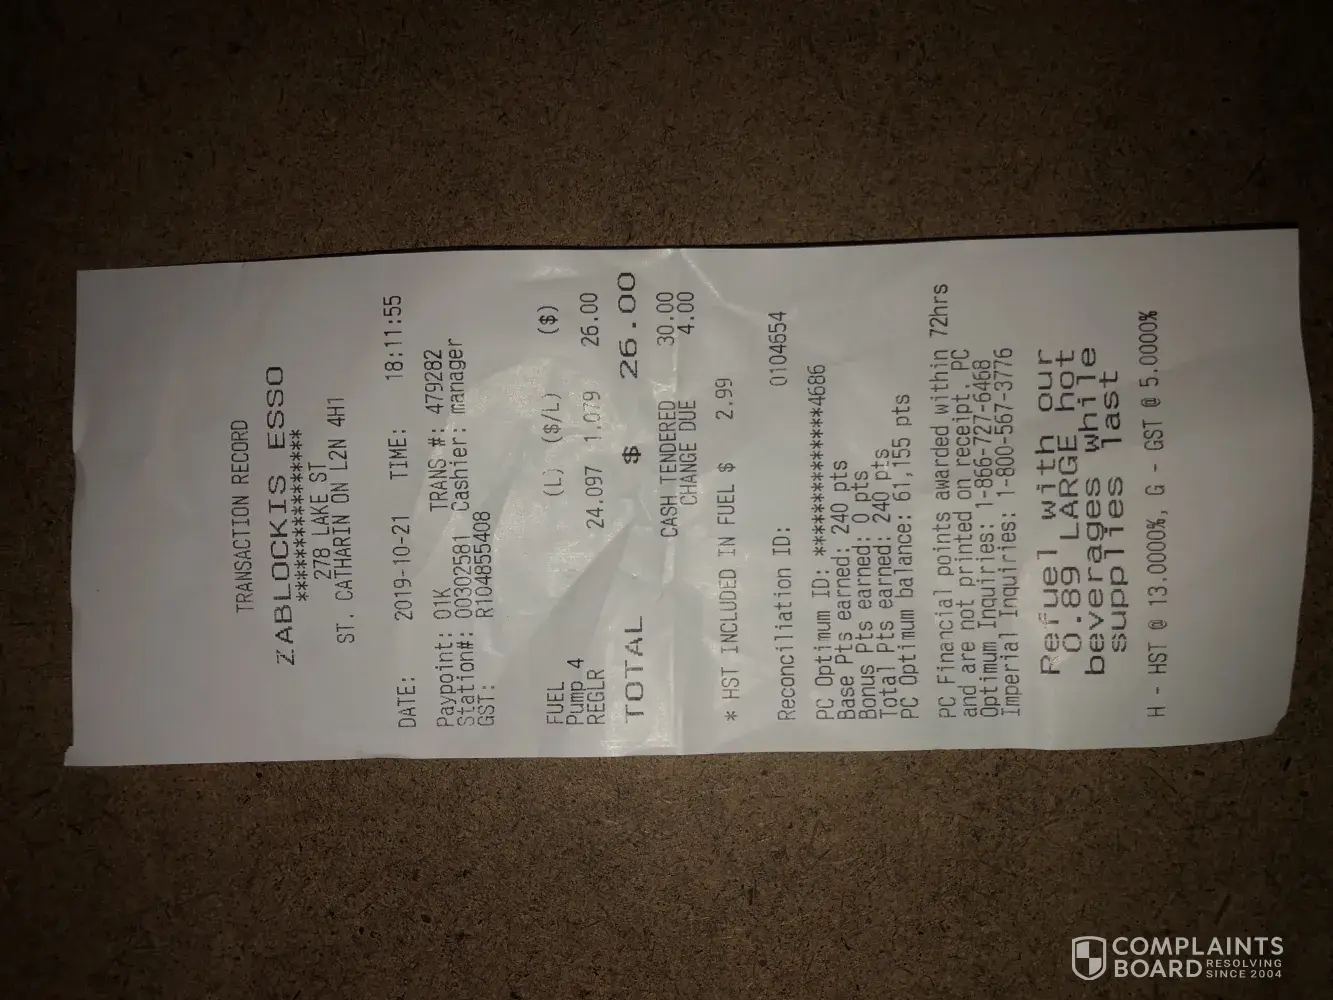 TRANSACTION RECORD
ZABLOCKIS ESSO
****************
278 LAKE ST
ST. CATHARIN ON L2N 4H1
DATE: 2019-10-21 TIME: 18:11:55
Paypoint: 01K TRANS #: 479282
Station#: 00302581 Cashier: manager
GST: R104855408
FUEL (L) ($/L) ($)
Pump 4
REGLR 24.097 1.079 26.00
TOTAL $ 26.00
CASH TENDERED 30.00
CHANGE DUE 4.00
* HST INCLUDED IN FUEL $ 2.99
Reconciliation ID: 0104654
PC Optimum ID: ************4686
Base Pts earned: 240 pts
Bonus Pts earned: 0 pts
Total Pts earned: 240 pts
PC Optimum balance: 61,155 pts
PC Financial points awarded within 72hrs
and are not printed on receipt. PC
Optimum Inquiries: 1-866-727-6468
Imperial Inquiries: 1-800-567-3776
Refuel with our
0.89 LARGE hot
beverages while
supplies last
H - HST @ 13.0000%, G - GST @ 5.0000%
COMPLAINTS
BOARD RESOLVING
SINCE 2004